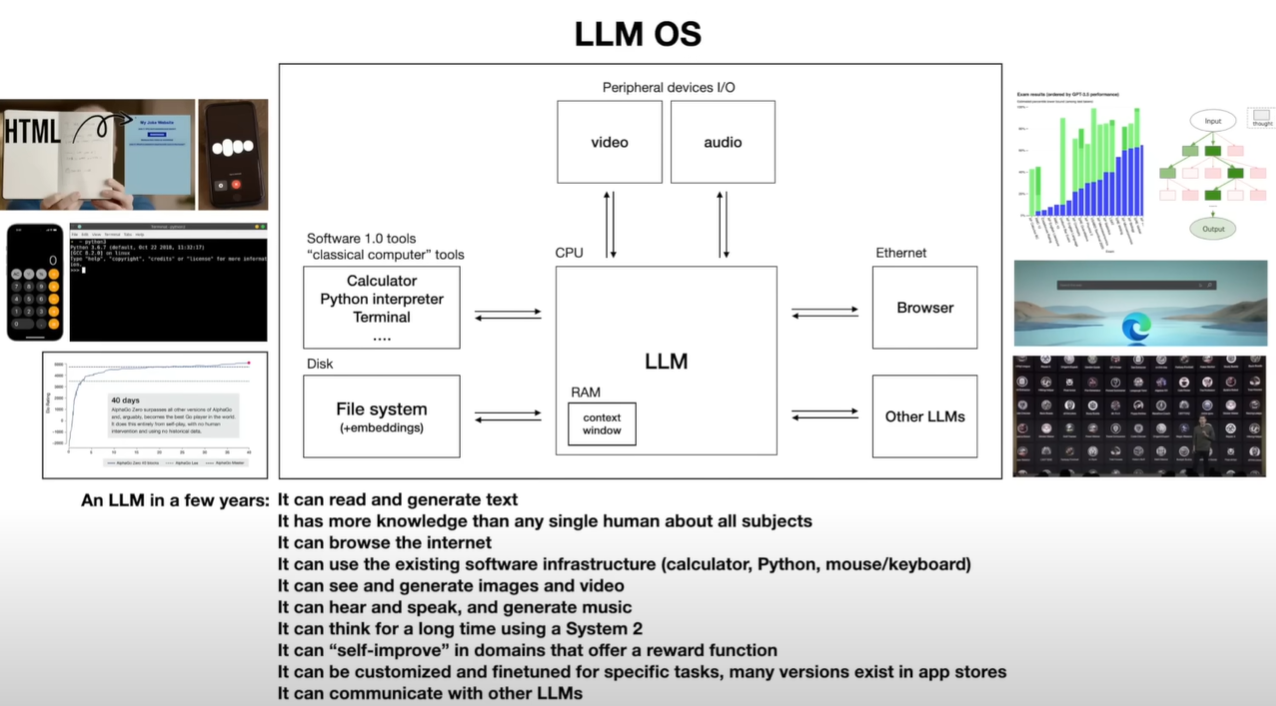 LLM OS
Peripheral devices I/O
video
audio
Software 1.0 tools
“classical computer” tools
Calculator
Python interpreter
Terminal
....
CPU
LLM
RAM
context
window
Ethernet
Browser
Disk
File system
(+embeddings)
Other LLMs
HTML
My Joke Website
Python 3.6.7 (default, Oct 22 2018, 11:32:17)
[GCC 8.2.0] on linux
Type "help", "copyright", "credits" or "license" for more informat
ion.
>>>
40 days
AlphaGo Zero surpasses all other versions of AlphaGo
and, arguably, becomes the best Go player in the world.
It does this entirely from self-play, with no human
intervention and using no historical data.
Exam results (ordered by GPT-3.5 performance)
Input
thought
Output
An LLM in a few years:
It can read and generate text
It has more knowledge than any single human about all subjects
It can browse the internet
It can use the existing software infrastructure (calculator, Python, mouse/keyboard)
It can see and generate images and video
It can hear and speak, and generate music
It can think for a long time using a System 2
It can “self-improve” in domains that offer a reward function
It can be customized and finetuned for specific tasks, many versions exist in app stores
It can communicate with other LLMs